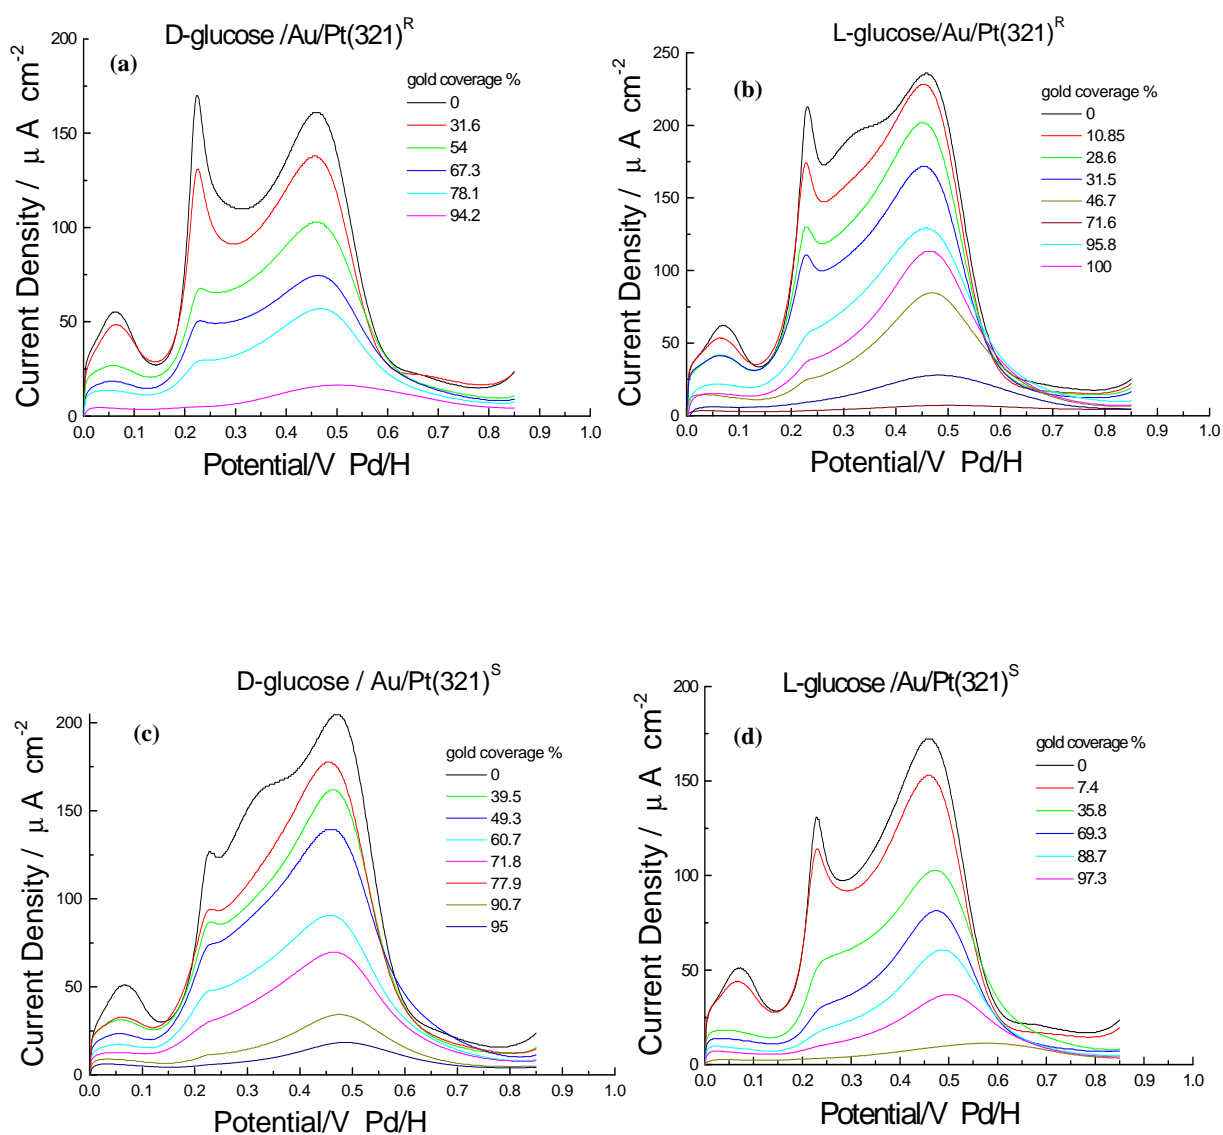 D-glucose /Au/Pt(321)^R
(a)
gold coverage %
0
31.6
54
67.3
78.1
94.2
200
150
100
50
0
0.0 0.1 0.2 0.3 0.4 0.5 0.6 0.7 0.8 0.9 1.0
Current Density / μ A cm^-2
Potential/V Pd/H
L-glucose/Au/Pt(321)^R
(b)
gold coverage %
0
10.85
28.6
31.5
46.7
71.6
95.8
100
250
200
150
100
50
0
0.0 0.1 0.2 0.3 0.4 0.5 0.6 0.7 0.8 0.9 1.0
Current Density / μ A cm^-2
Potential/V Pd/H
D-glucose / Au/Pt(321)^S
(c)
gold coverage %
0
39.5
49.3
60.7
71.8
77.9
90.7
95
200
150
100
50
0
0.0 0.1 0.2 0.3 0.4 0.5 0.6 0.7 0.8 0.9 1.0
Current Density / μ A cm^-2
Potential/V Pd/H
L-glucose /Au/Pt(321)^S
(d)
gold coverage %
0
7.4
35.8
69.3
88.7
97.3
200
150
100
50
0
0.0 0.1 0.2 0.3 0.4 0.5 0.6 0.7 0.8 0.9 1.0
Current Density / μ A cm^-2
Potential/V Pd/H